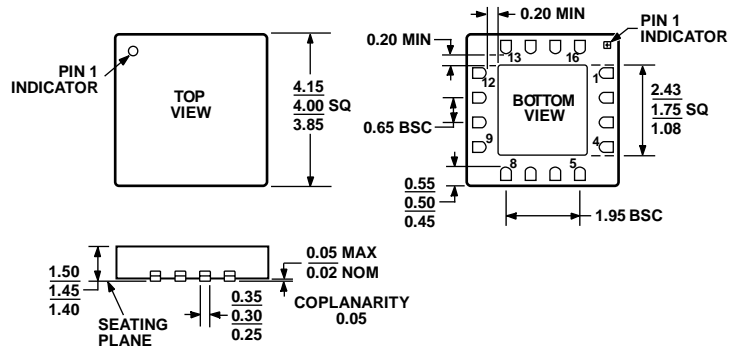 PIN 1
INDICATOR
TOP
VIEW
4.15
4.00 SQ
3.85
0.20 MIN
0.20 MIN
PIN 1
INDICATOR
13
16
12
1
BOTTOM
VIEW
2.43
1.75 SQ
1.08
0.65 BSC
9
4
8
5
0.55
0.50
0.45
1.95 BSC
1.50
1.45
1.40
SEATING
PLANE
0.35
0.30
0.25
0.05 MAX
0.02 NOM
COPLANARITY
0.05